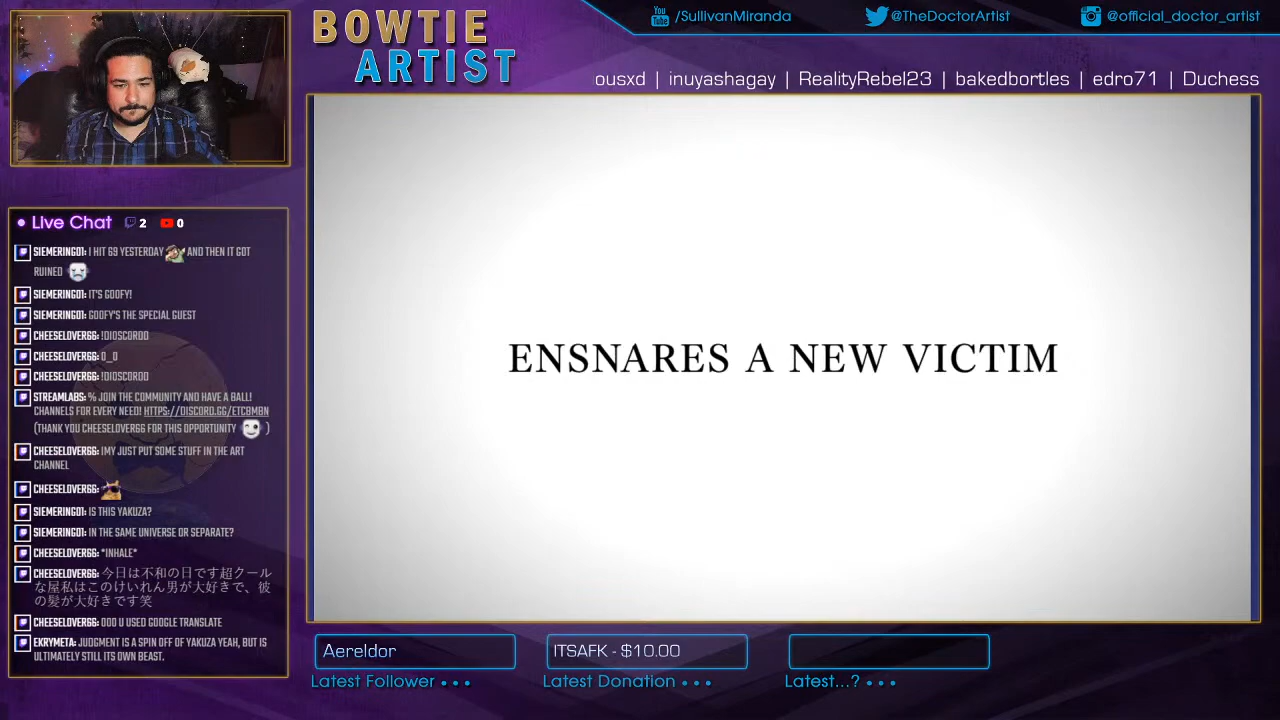 BOWTIE
ARTIST
You Tube /SullivanMiranda
@TheDoctorArtist
@official_doctor_artist
ousxd | inuyashagay | RealityRebel23 | bakedbortles | edro71 | Duchess
Live Chat 2 0
SIEMERING01: I HIT 69 YESTERDAY AND THEN IT GOT
RUINED
SIEMERING01: IT'S GOOFY!
SIEMERING01: GOOFY'S THE SPECIAL GUEST
CHEESELOVER66: !DIOSCORDD
CHEESELOVER66: O_O
CHEESELOVER66: !DIOSCORDD
STREAMLABS: % JOIN THE COMMUNITY AND HAVE A BALL!
CHANNELS FOR EVERY NEED! HTTPS://DISCORD.GG/ETC8MBN
(THANK YOU CHEESELOVER66 FOR THIS OPPORTUNITY )
CHEESELOVER66: IMY JUST PUT SOME STUFF IN THE ART
CHANNEL
CHEESELOVER66:
SIEMERING01: IS THIS YAKUZA?
SIEMERING01: IN THE SAME UNIVERSE OR SEPARATE?
CHEESELOVER66: *INHALE*
CHEESELOVER66: 今日は不和の日です超クール
な屋私はこのけいれん男が大好きで、彼
の髪が大好きです笑
CHEESELOVER66: OOO U USED GOOGLE TRANSLATE
EKRYMETA: JUDGMENT IS A SPIN OFF OF YAKUZA YEAH, BUT IS
ULTIMATELY STILL ITS OWN BEAST.
ENSNARES A NEW VICTIM
Aereldor
Latest Follower • • •
ITSAFK - $10.00
Latest Donation • • •
Latest...? • • •